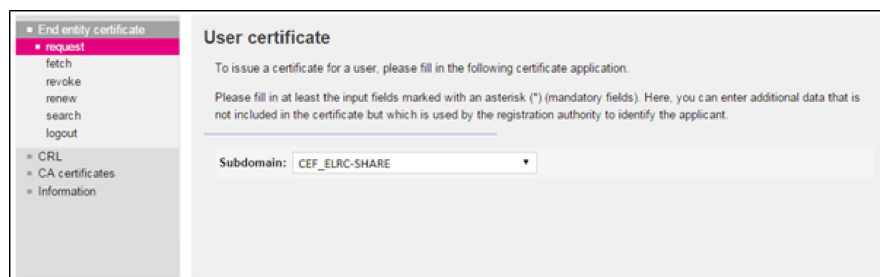 End entity certificate
request
fetch
revoke
renew
search
logout
CRL
CA certificates
Information
User certificate
To issue a certificate for a user, please fill in the following certificate application.
Please fill in at least the input fields marked with an asterisk (*) (mandatory fields). Here, you can enter additional data that is
not included in the certificate but which is used by the registration authority to identify the applicant.
Subdomain: CEF_ELRC-SHARE